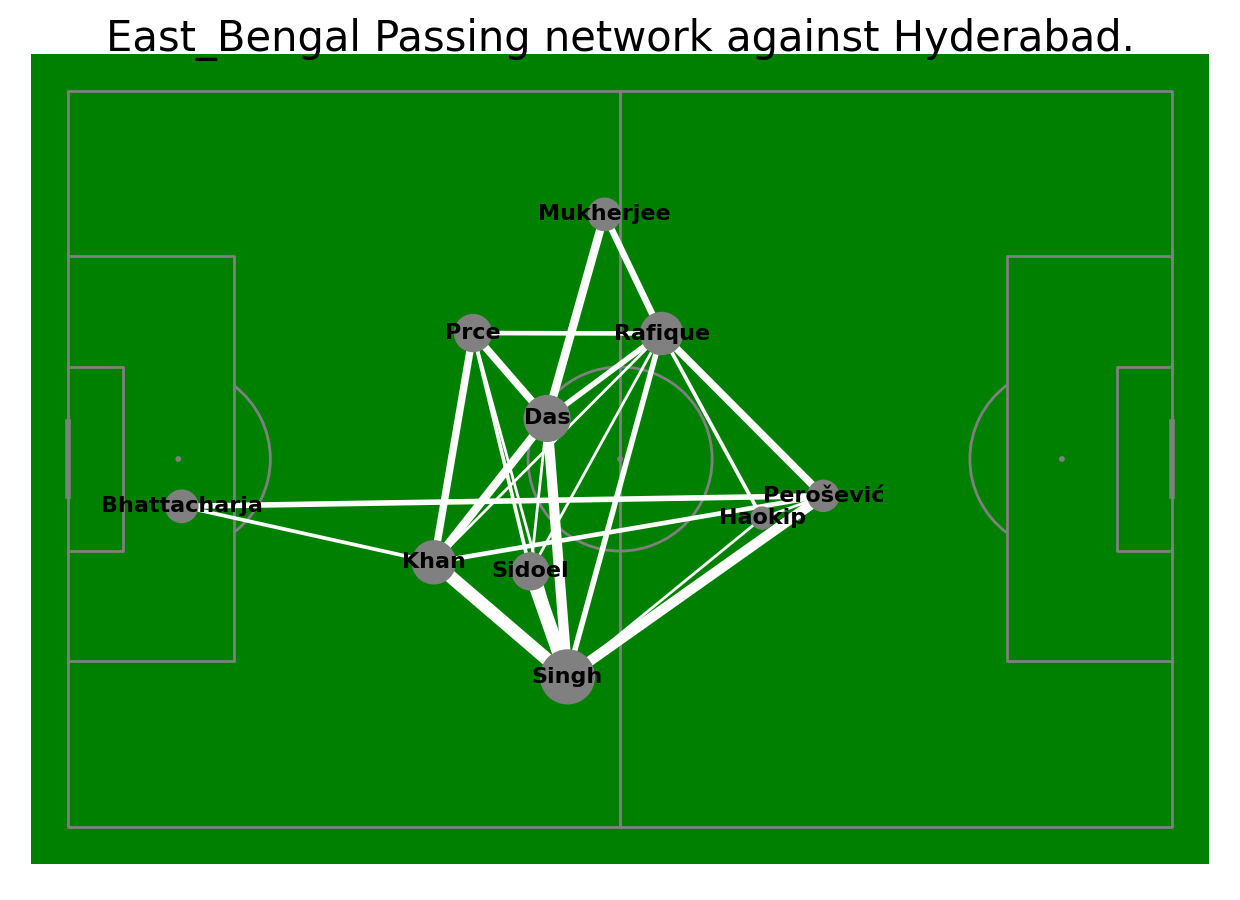 East_Bengal Passing network against Hyderabad.
Mukherjee
Prce
Rafique
Das
Perošević
Bhattacharja
Haokip
Khan
Sidoel
Singh